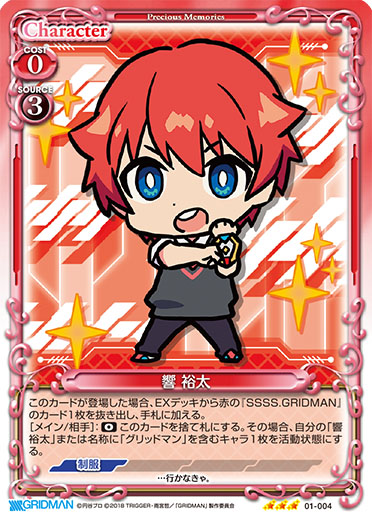 Precious Memories
Character
COST
0
SOURCE
3
響 裕太
このカードが登場した場合、EXデッキから赤の『SSSS.GRIDMAN』
のカード1枚を抜き出し、手札に加える。
[メイン/相手]:0このカードを捨て札にする。その場合、自分の「響
裕太」または名称に「グリッドマン」を含むキャラ1枚を活動状態にす
る。
制服
…行かなきゃ。
GRIDMAN
©円谷プロ ©2018 TRIGGER・雨宮哲/「GRIDMAN」製作委員会
01-004